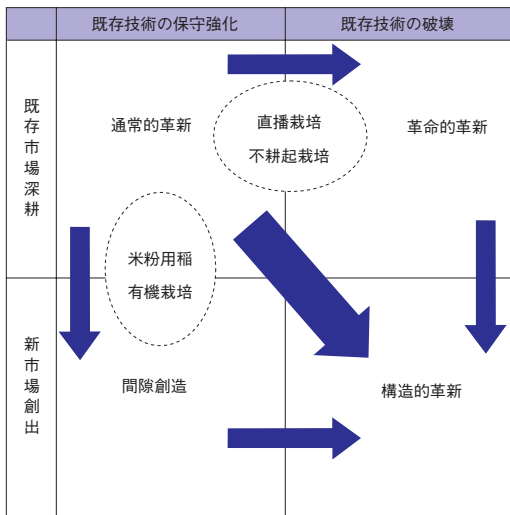 既存技術の保守強化
既存技術の破壊
既存市場深耕
通常的革新
直播栽培
不耕起栽培
革命的革新
米粉用稲
有機栽培
新市場創出
間隙創造
構造的革新